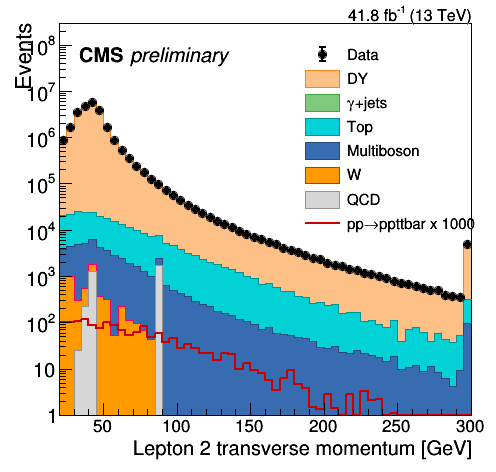 41.8 fb⁻¹ (13 TeV)
Events
CMS preliminary
Data
DY
γ+jets
Top
Multiboson
W
QCD
pp→ppttbar x 1000
10⁸
10⁷
10⁶
10⁵
10⁴
10³
10²
10
1
50 100 150 200 250 300
Lepton 2 transverse momentum [GeV]